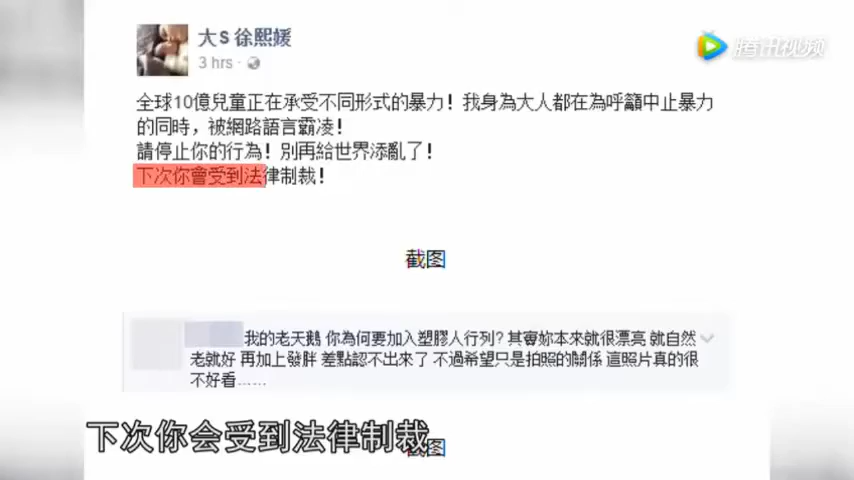 大S 徐熙媛
腾讯视频
3 hrs ·
全球10億兒童正在承受不同形式的暴力！我身為大人都在為呼籲中止暴力
的同時，被網路語言霸凌！
請停止你的行為！別再給世界添亂了！
下次你會受到法律制裁！
截图
我的老天鵝 你為何要加入塑膠人行列? 其實妳本來就很漂亮 就自然
老就好 再加上發胖 差點認不出來了 不過希望只是拍照的關係 這照片真的很
不好看......
下次你会受到法律制裁
截图